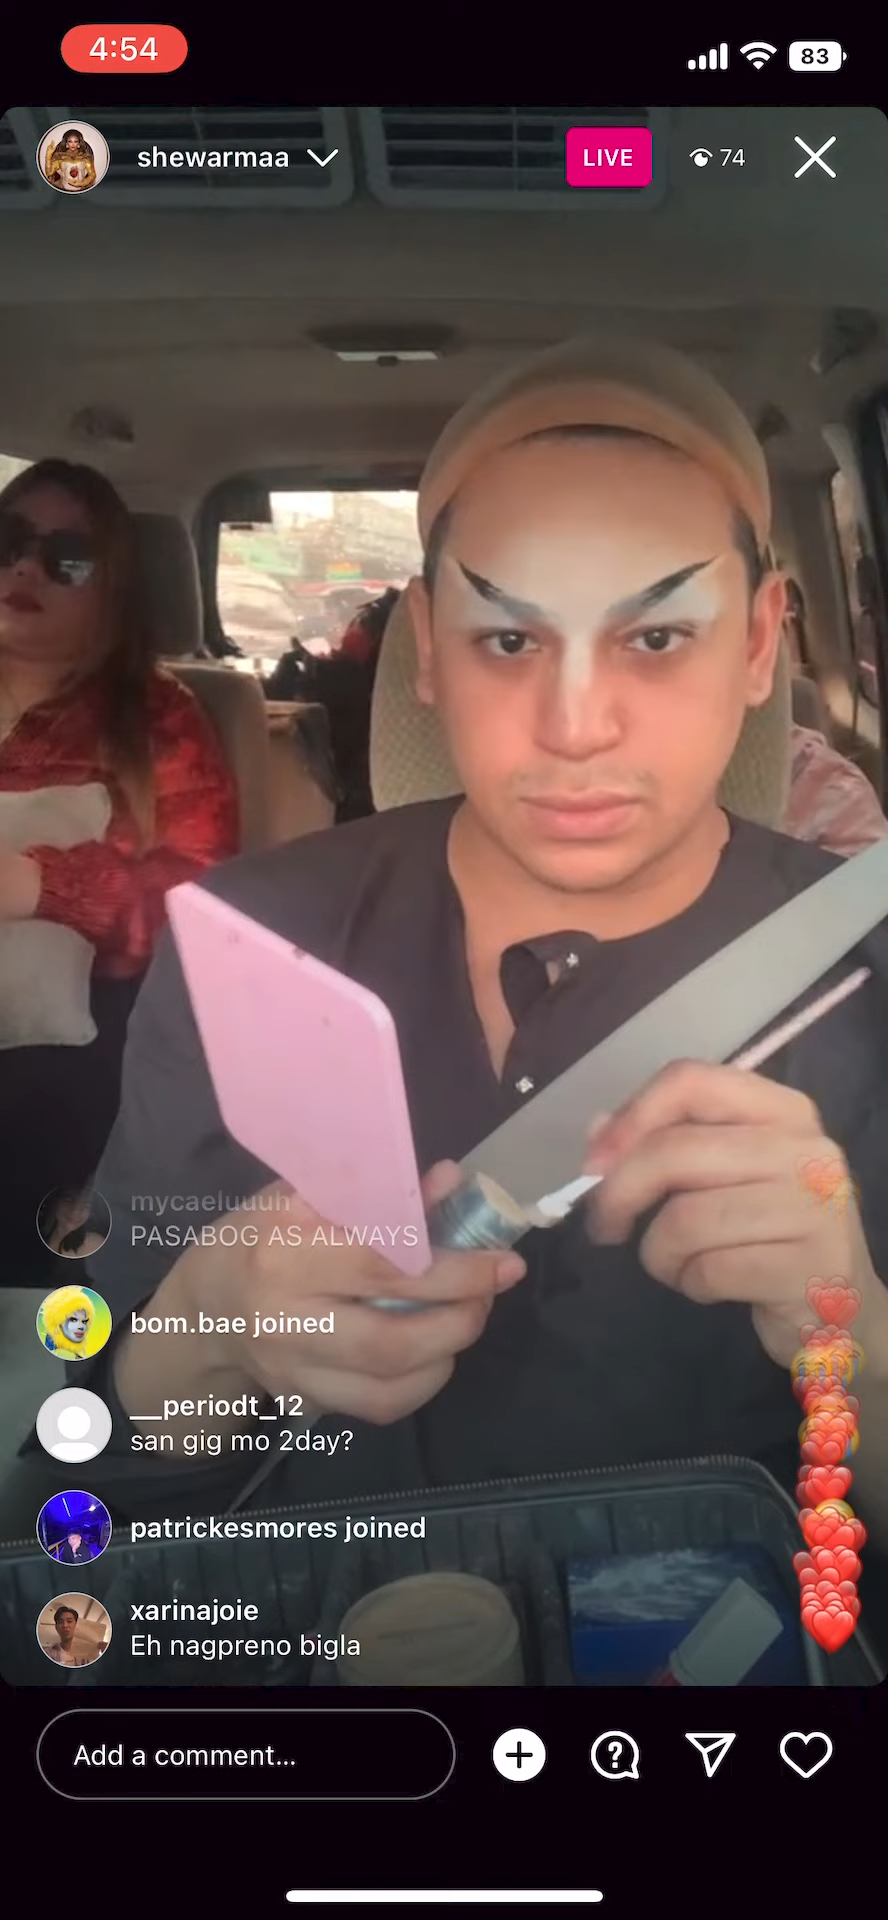 4:54
83
shewarmaa
LIVE
74
mycaeluuuh
PASABOG AS ALWAYS
bom.bae joined
__periodt_12
san gig mo 2day?
patrickesmores joined
xarinajoie
Eh nagpreno bigla
Add a comment...